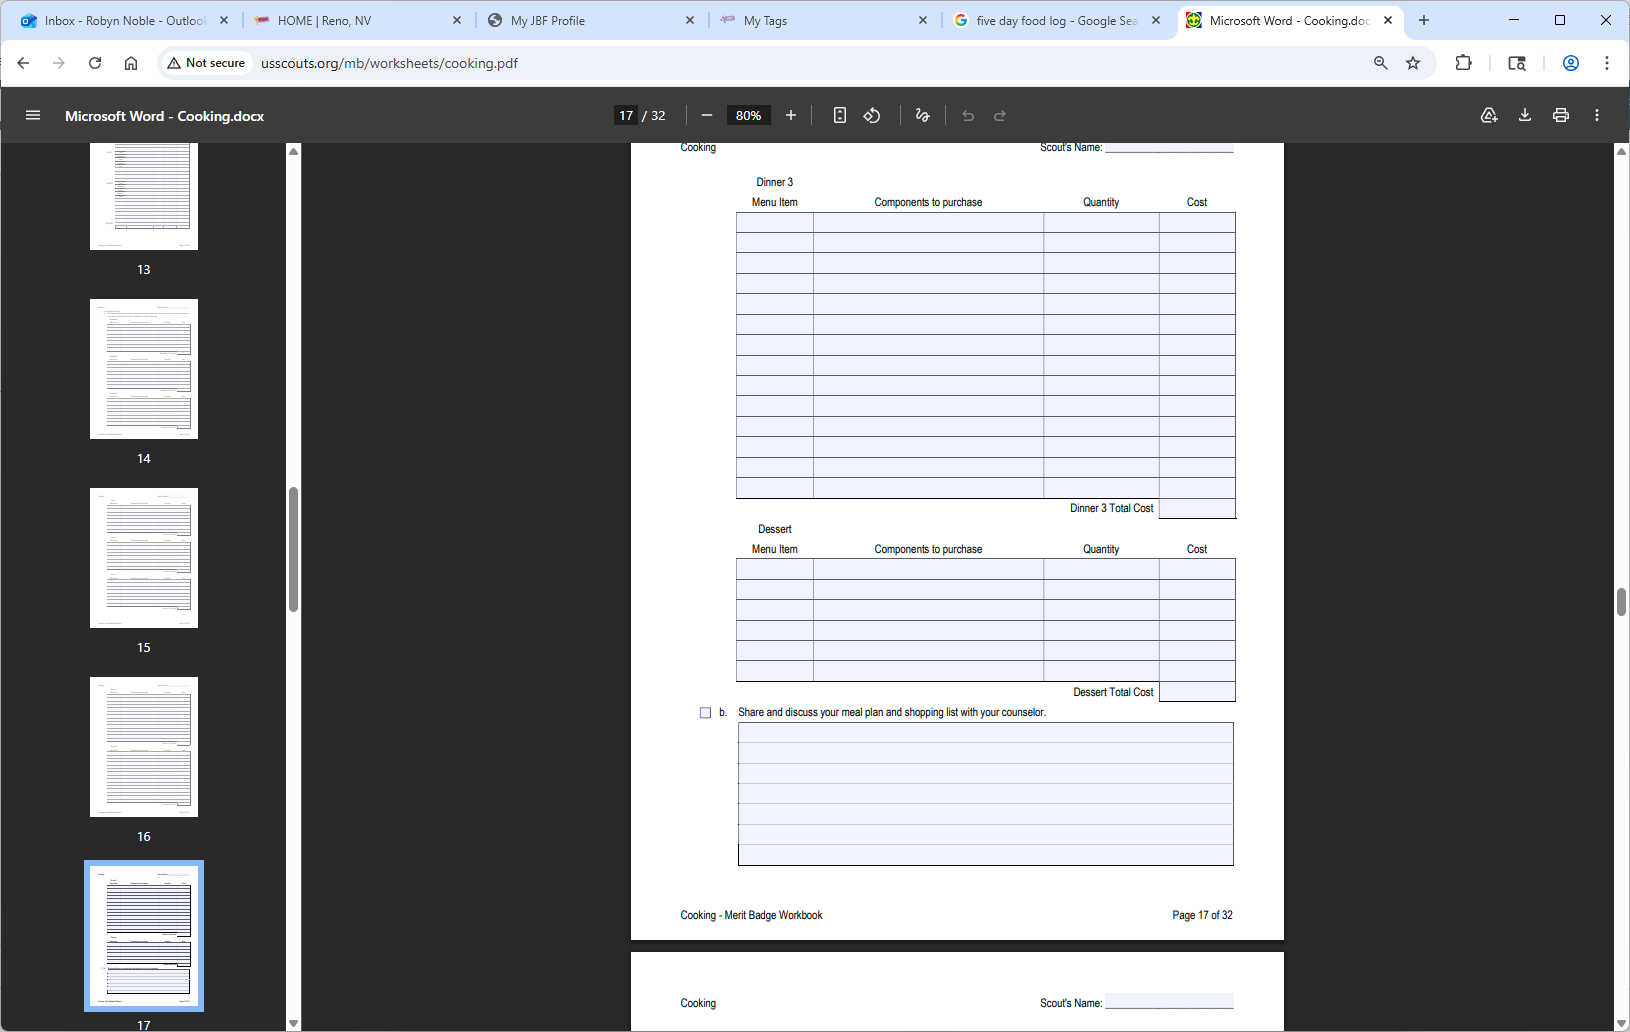 Inbox - Robyn Noble - Outlook
HOME | Reno, NV
My JBF Profile
My Tags
five day food log - Google Sea
Microsoft Word - Cooking.doc
Not secure
usscouts.org/mb/worksheets/cooking.pdf
Microsoft Word - Cooking.docx
17 / 32
80%
13
14
15
16
17
Cooking
Scout's Name:
Dinner 3
Menu Item
Components to purchase
Quantity
Cost
Dinner 3 Total Cost
Dessert
Menu Item
Components to purchase
Quantity
Cost
Dessert Total Cost
b. Share and discuss your meal plan and shopping list with your counselor.
Cooking - Merit Badge Workbook
Page 17 of 32
Cooking
Scout's Name: